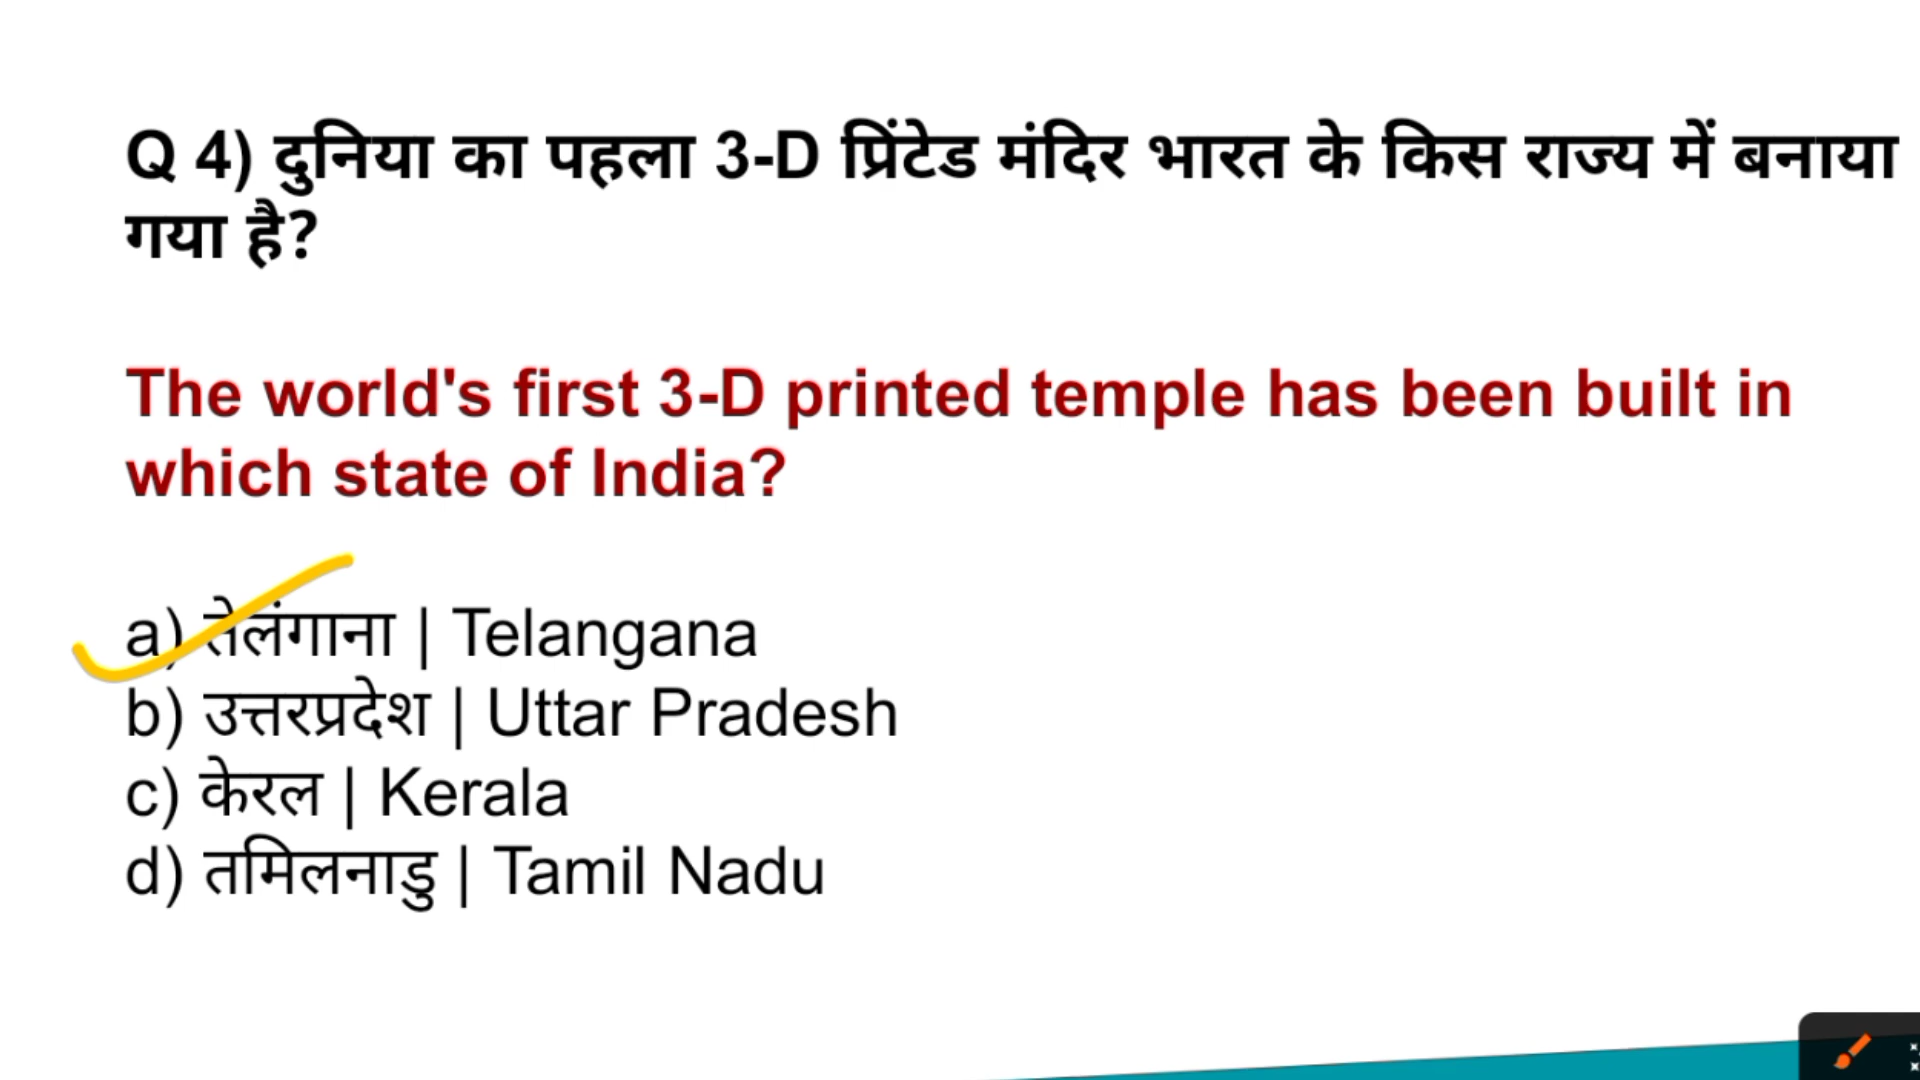 Q 4) दुनिया का पहला 3-D प्रिंटेड मंदिर भारत के किस राज्य में बनाया
गया है?
The world's first 3-D printed temple has been built in
which state of India?
a) तेलंगाना | Telangana
b) उत्तरप्रदेश | Uttar Pradesh
c) केरल | Kerala
d) तमिलनाडु | Tamil Nadu